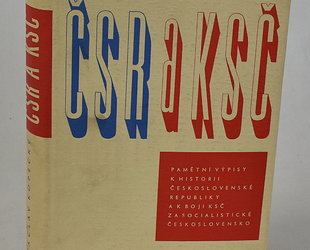 ČSR A KSČ
ČSR a KSČ
PAMĚTNÍ VÝPISY
K HISTORII
ČESKOSLOVENSKÉ
REPUBLIKY
A K BOJI KSČ
ZA SOCIALISTICKÉ
ČESKOSLOVENSKO